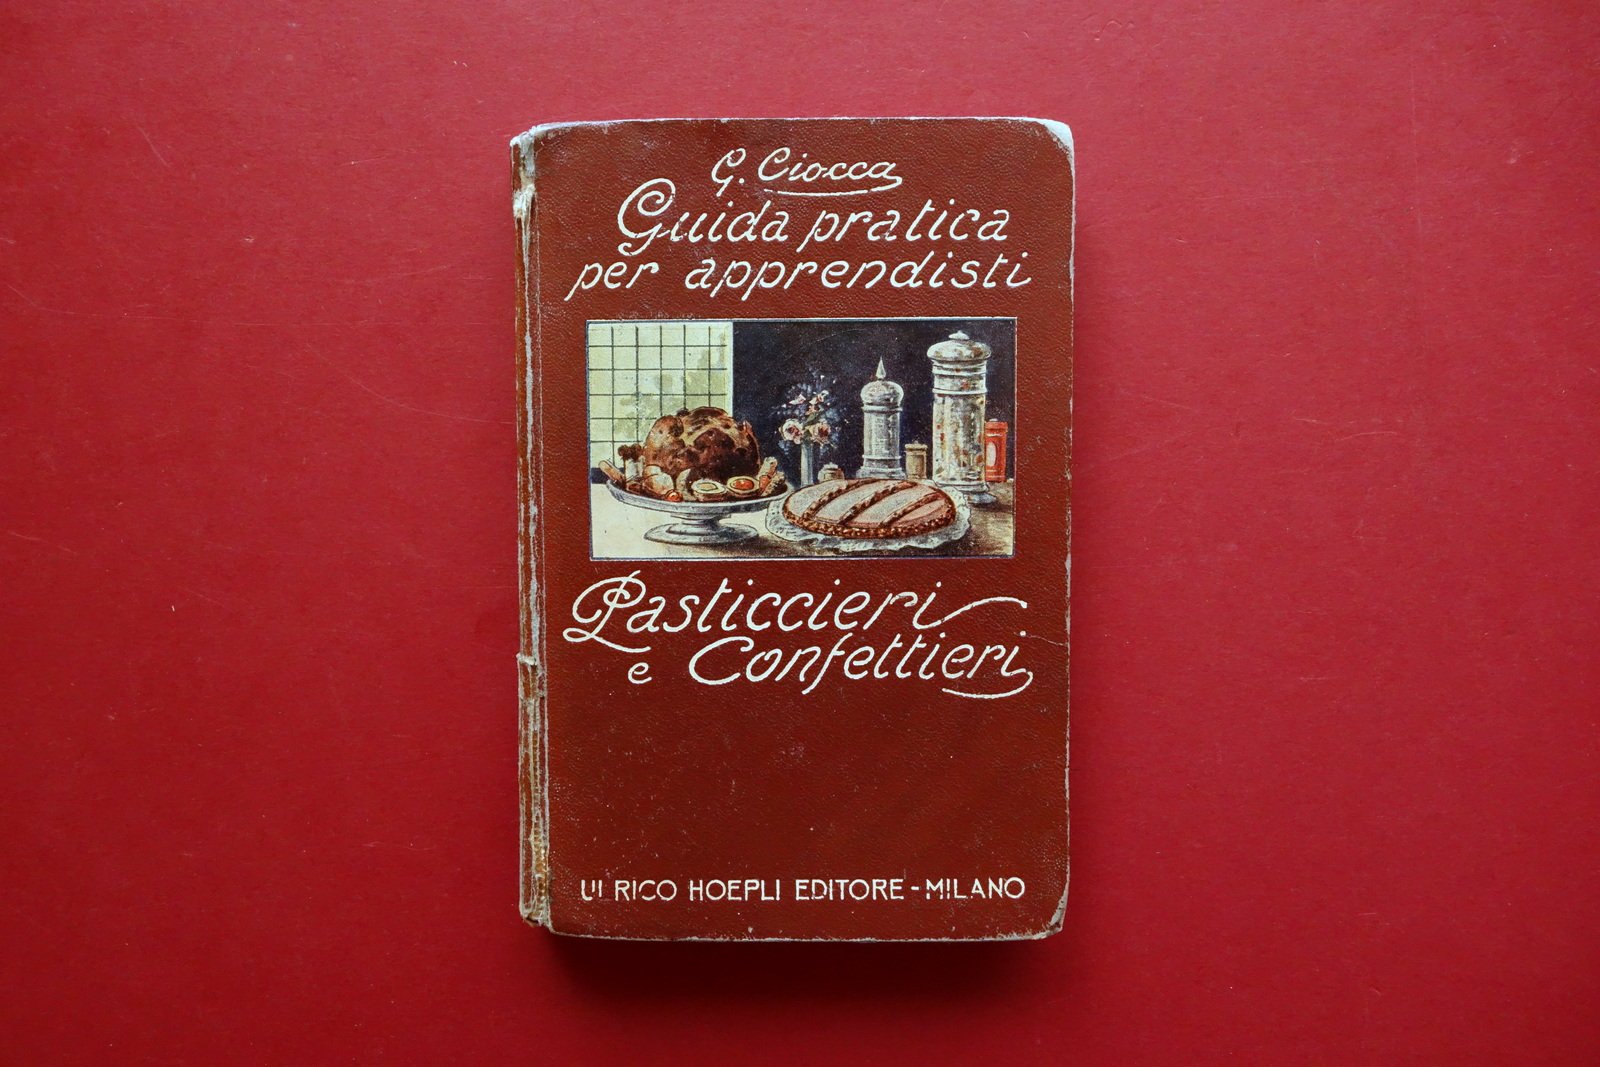 G. Ciocca
Guida pratica
per apprendisti
Pasticcieri
e Confettieri
ULRICO HOEPLI EDITORE - MILANO